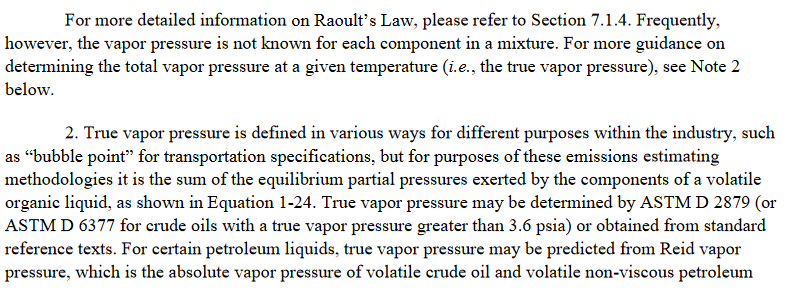 For more detailed information on Raoult's Law, please refer to Section 7.1.4. Frequently,
however, the vapor pressure is not known for each component in a mixture. For more guidance on
determining the total vapor pressure at a given temperature (i.e., the true vapor pressure), see Note 2
below.
2. True vapor pressure is defined in various ways for different purposes within the industry, such
as “bubble point” for transportation specifications, but for purposes of these emissions estimating
methodologies it is the sum of the equilibrium partial pressures exerted by the components of a volatile
organic liquid, as shown in Equation 1-24. True vapor pressure may be determined by ASTM D 2879 (or
ASTM D 6377 for crude oils with a true vapor pressure greater than 3.6 psia) or obtained from standard
reference texts. For certain petroleum liquids, true vapor pressure may be predicted from Reid vapor
pressure, which is the absolute vapor pressure of volatile crude oil and volatile non-viscous petroleum